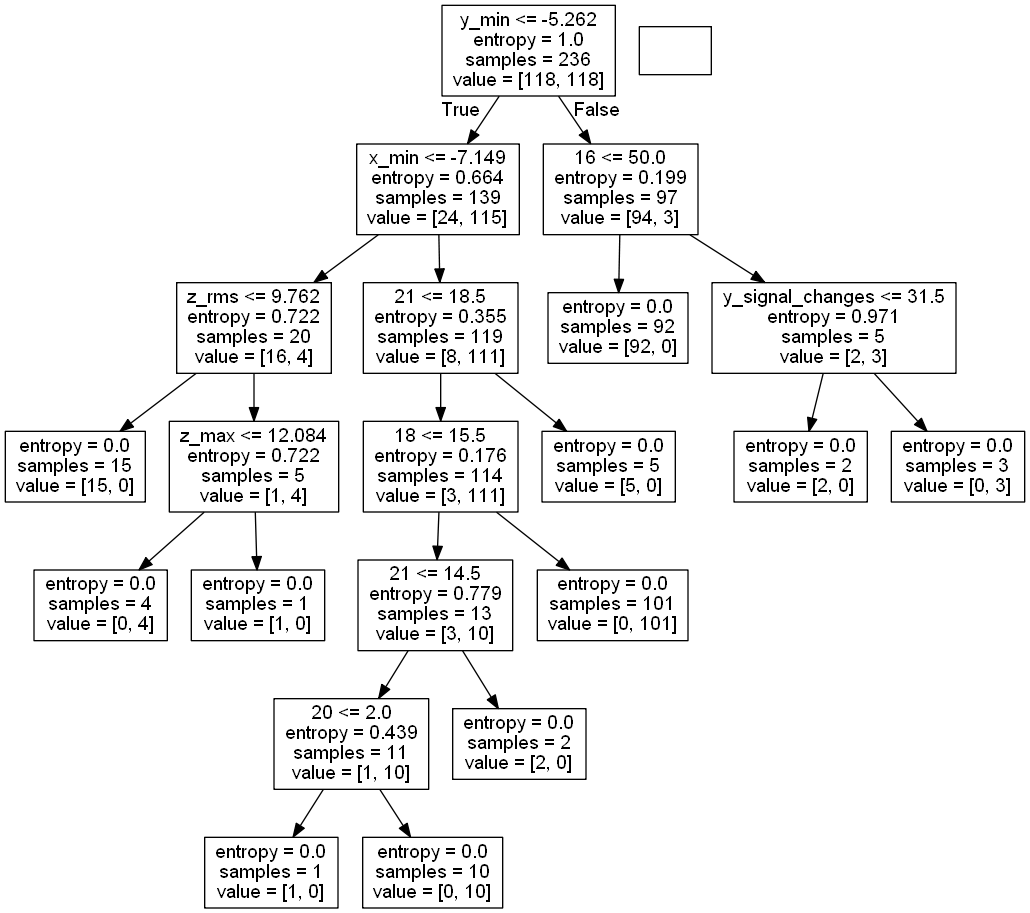 y_min <= -5.262
entropy = 1.0
samples = 236
value = [118, 118]
True
False
x_min <= -7.149
entropy = 0.664
samples = 139
value = [24, 115]
16 <= 50.0
entropy = 0.199
samples = 97
value = [94, 3]
z_rms <= 9.762
entropy = 0.722
samples = 20
value = [16, 4]
21 <= 18.5
entropy = 0.355
samples = 119
value = [8, 111]
entropy = 0.0
samples = 92
value = [92, 0]
y_signal_changes <= 31.5
entropy = 0.971
samples = 5
value = [2, 3]
entropy = 0.0
samples = 15
value = [15, 0]
z_max <= 12.084
entropy = 0.722
samples = 5
value = [1, 4]
18 <= 15.5
entropy = 0.176
samples = 114
value = [3, 111]
entropy = 0.0
samples = 5
value = [5, 0]
entropy = 0.0
samples = 2
value = [2, 0]
entropy = 0.0
samples = 3
value = [0, 3]
entropy = 0.0
samples = 4
value = [0, 4]
entropy = 0.0
samples = 1
value = [1, 0]
21 <= 14.5
entropy = 0.779
samples = 13
value = [3, 10]
entropy = 0.0
samples = 101
value = [0, 101]
20 <= 2.0
entropy = 0.439
samples = 11
value = [1, 10]
entropy = 0.0
samples = 2
value = [2, 0]
entropy = 0.0
samples = 1
value = [1, 0]
entropy = 0.0
samples = 10
value = [0, 10]